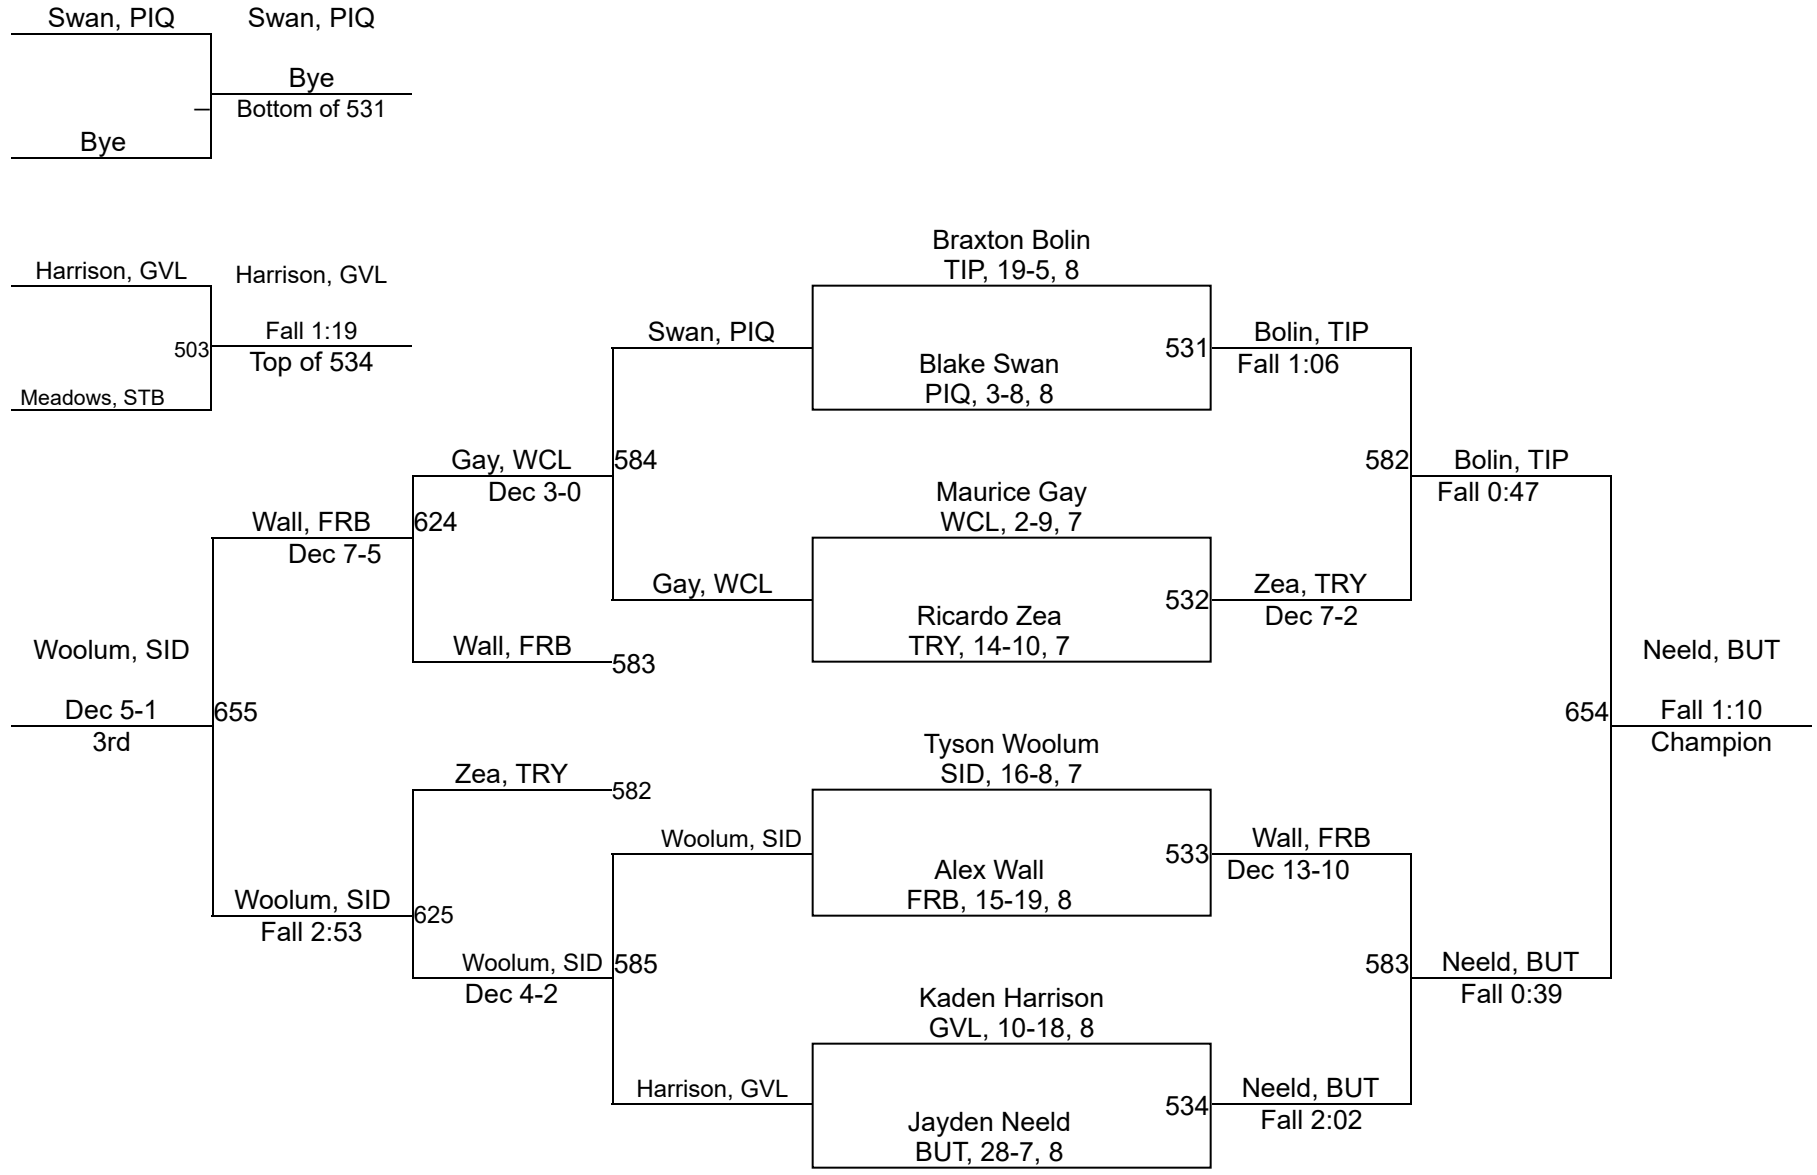 Swan, PIQ
Swan, PIQ
Bye
–
Bottom of 531
Bye
Harrison, GVL
Harrison, GVL
Fall 1:19
503
Top of 534
Meadows, STB
Braxton Bolin
TIP, 19-5, 8
Swan, PIQ
531
Bolin, TIP
Blake Swan
PIQ, 3-8, 8
Fall 1:06
Gay, WCL
584
Dec 3-0
582
Bolin, TIP
Fall 0:47
Maurice Gay
WCL, 2-9, 7
Wall, FRB
624
Dec 7-5
Gay, WCL
532
Zea, TRY
Ricardo Zea
TRY, 14-10, 7
Dec 7-2
Wall, FRB
583
Woolum, SID
Neeld, BUT
Dec 5-1
655
3rd
654
Fall 1:10
Champion
Tyson Woolum
SID, 16-8, 7
Zea, TRY
582
Woolum, SID
533
Wall, FRB
Alex Wall
FRB, 15-19, 8
Dec 13-10
Woolum, SID
625
Fall 2:53
Woolum, SID
585
Dec 4-2
583
Neeld, BUT
Fall 0:39
Kaden Harrison
GVL, 10-18, 8
Harrison, GVL
534
Neeld, BUT
Jayden Neeld
BUT, 28-7, 8
Fall 2:02